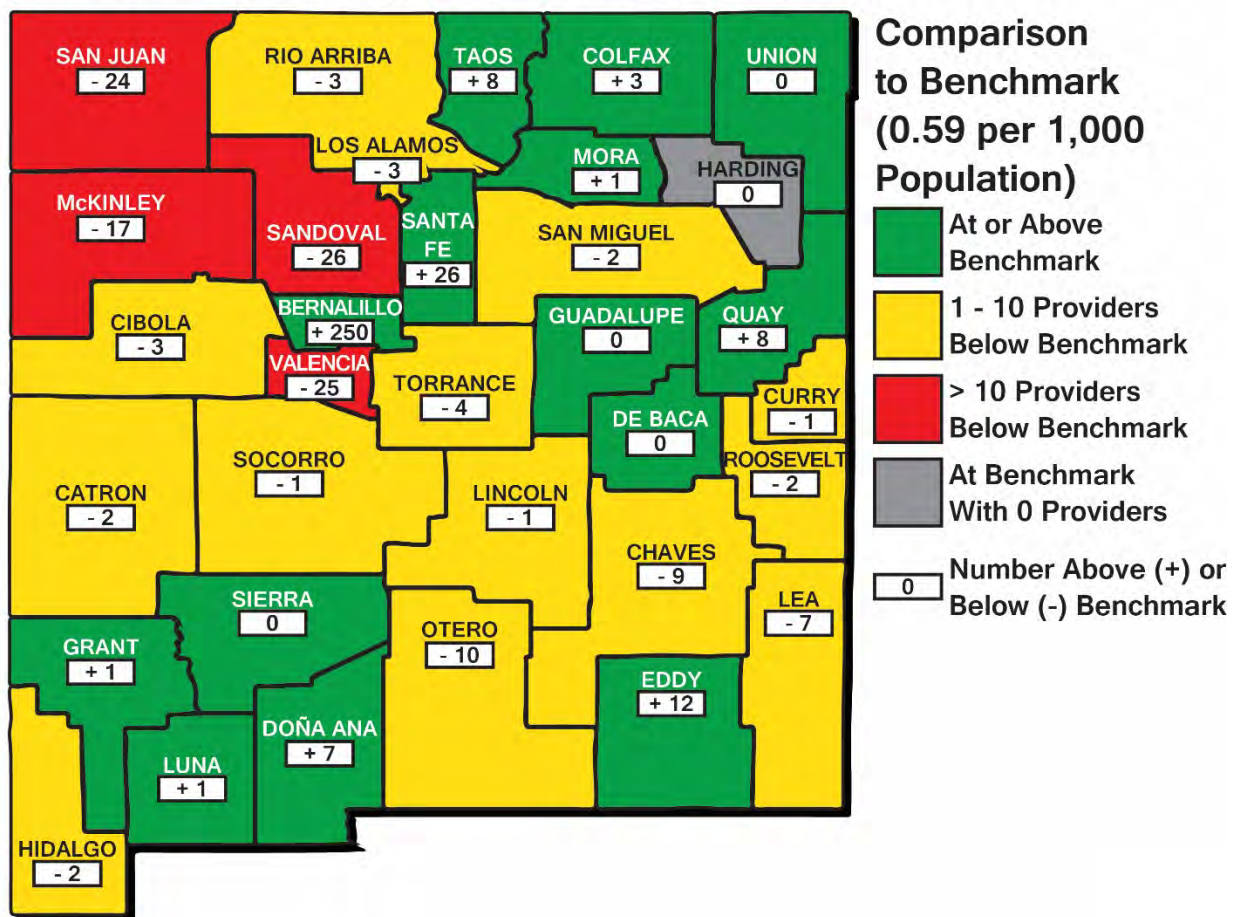 SAN JUAN
- 24
RIO ARRIBA
- 3
TAOS
+ 8
COLFAX
+ 3
UNION
0
LOS ALAMOS
- 3
MORA
+ 1
HARDING
0
McKINLEY
- 17
SANDOVAL
- 26
SANTA
FE
+ 26
SAN MIGUEL
- 2
CIBOLA
- 3
BERNALILLO
+ 250
GUADALUPE
0
QUAY
+ 8
VALENCIA
- 25
TORRANCE
- 4
CURRY
- 1
DE BACA
0
ROOSEVELT
- 2
CATRON
- 2
SOCORRO
- 1
LINCOLN
- 1
CHAVES
- 9
LEA
- 7
SIERRA
0
OTERO
- 10
GRANT
+ 1
EDDY
+ 12
DOÑA ANA
+ 7
LUNA
+ 1
HIDALGO
- 2
Comparison
to Benchmark
(0.59 per 1,000
Population)
At or Above
Benchmark
1 - 10 Providers
Below Benchmark
> 10 Providers
Below Benchmark
At Benchmark
With 0 Providers
0
Number Above (+) or
Below (-) Benchmark